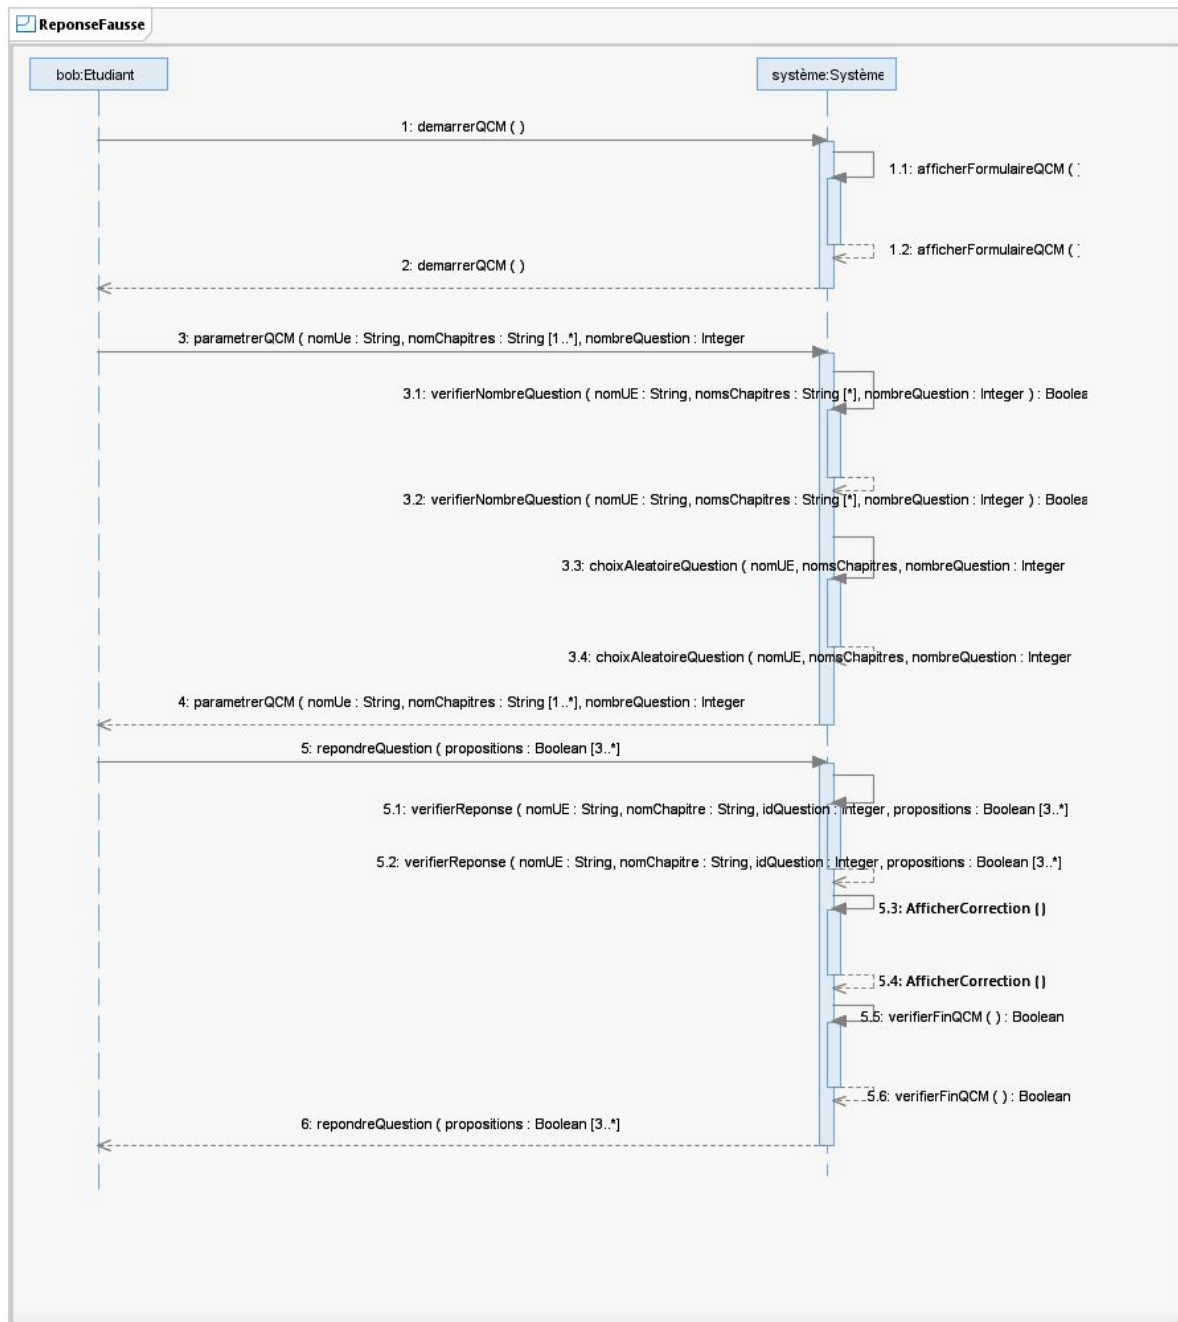 ReponseFausse
bob:Etudiant
système:Système
1: demarrerQCM ( )
1.1: afficherFormulaireQCM ( )
1.2: afficherFormulaireQCM ( )
2: demarrerQCM ( )
3: parametrerQCM ( nomUe : String, nomChapitres : String [1..*], nombreQuestion : Integer
3.1: verifierNombreQuestion ( nomUE : String, nomsChapitres : String [*], nombreQuestion : Integer ) : Boolea
3.2: verifierNombreQuestion ( nomUE : String, nomsChapitres : String [*], nombreQuestion : Integer ) : Boolea
3.3: choixAleatoireQuestion ( nomUE, nomsChapitres, nombreQuestion : Integer
3.4: choixAleatoireQuestion ( nomUE, nomsChapitres, nombreQuestion : Integer
4: parametrerQCM ( nomUe : String, nomChapitres : String [1..*], nombreQuestion : Integer
5: repondreQuestion ( propositions : Boolean [3..*]
5.1: verifierReponse ( nomUE : String, nomChapitre : String, idQuestion : Integer, propositions : Boolean [3..*]
5.2: verifierReponse ( nomUE : String, nomChapitre : String, idQuestion : Integer, propositions : Boolean [3..*]
5.3: AfficherCorrection ()
5.4: AfficherCorrection ()
5.5: verifierFinQCM ( ) : Boolean
5.6: verifierFinQCM ( ) : Boolean
6: repondreQuestion ( propositions : Boolean [3..*]